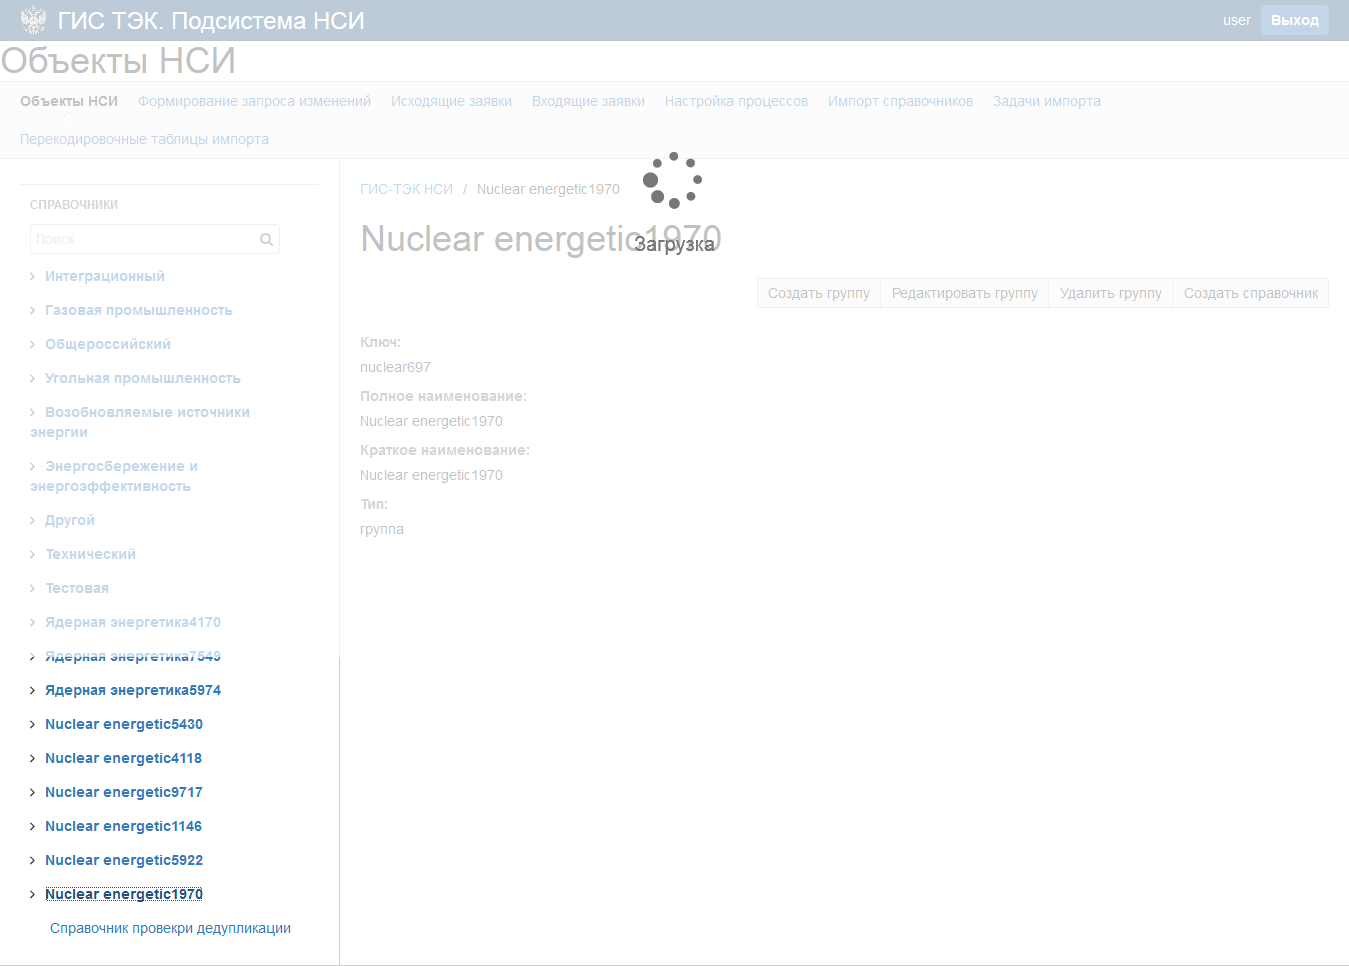 ГИС ТЭК. Подсистема НСИ
user Выход
Объекты НСИ
Объекты НСИ Формирование запроса изменений Исходящие заявки Входящие заявки Настройка процессов Импорт справочников Задачи импорта
Перекодировочные таблицы импорта
СПРАВОЧНИКИ
Поиск
Интеграционный
Газовая промышленность
Общероссийский
Угольная промышленность
Возобновляемые источники
энергии
Энергосбережение и
энергоэффективность
Другой
Технический
Тестовая
Ядерная энергетика4170
Ядерная энергетика7549
Ядерная энергетика5974
Nuclear energetic5430
Nuclear energetic4118
Nuclear energetic9717
Nuclear energetic1146
Nuclear energetic5922
Nuclear energetic1970
Справочник провекри дедупликации
ГИС-ТЭК НСИ / Nuclear energetic1970
Nuclear energetic1970
Загрузка
Создать группу Редактировать группу Удалить группу Создать справочник
Ключ:
nuclear697
Полное наименование:
Nuclear energetic1970
Краткое наименование:
Nuclear energetic1970
Тип:
группа